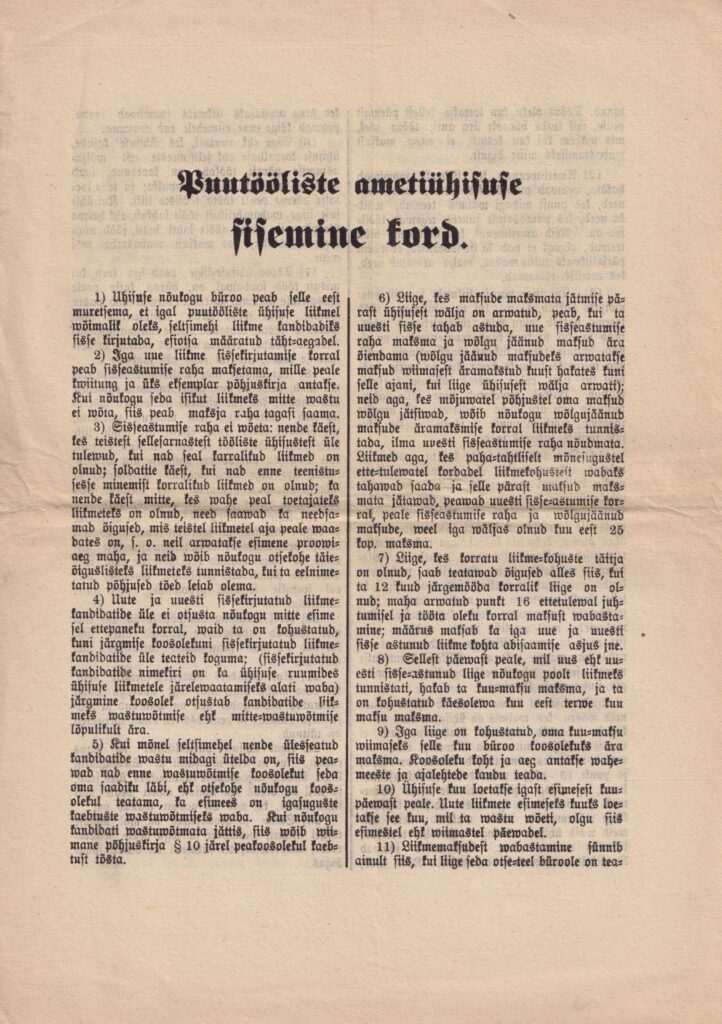 Puutööliste ametiühisuse
sisemine kord.
1) Ühisuse nõukogu büroo peab selle eest
muretsema, et igal puutööliste ühisuse liikmel
wõimalik oleks, seltsimehi liikme kandidadiks
sisse kirjutada, esiotsa määratud täht-aegadel.
2) Iga uue liikme sissekirjutamise korral
peab sisseastumise raha maksetama, mille peale
kwiitung ja üks eksemplar põhjuskirja antakse.
Kui nõukogu seda isikut liikmeks mitte wastu
ei wõta, siis peab maksja raha tagasi saama.
3) Sisseastumise raha ei wõeta: nende käest,
kes teistest sellesarnastest tööliste ühisustest üle
tulewud, kui nad seal karralikud liikmed on
olnud; soldatite käest, kui nad enne teenistu-
sesse minemist korralikud liikmed on olnud; ka
nende käest mitte, kes wahe peal toetajateks
liikmeteks on olnud, need saawad ka needsa-
mad õigused, mis teistel liikmetel aja peale waa-
dates on, s. o. neil arwatakse esimene proowi-
aeg maha, ja neid wõib nõukogu otsekohe täie-
õiguslisteks liikmeteks tunnistada, kui ta eelnime-
tatud põhjused tõed leiab olema.
4) Uute ja uuesti sissekirjutatud liikme-
kandidatide üle ei otsusta nõukogu mitte esime
sel ettepaneku korral, waid ta on kohustatud,
kuni järgmise koosolekuni sissekirjutatud liikme-
kandidatide üle teateid koguma; (sissekirjutatud
kandidatide nimekiri on ka ühisuse ruumides
ühisuse liikmetele järelewaatamiseks alati waba)
järgmine koosolek otsustab kandidatide liik-
meks wastuwõtmise ehk mitte-wastuwõtmise
lõpulikult ära.
5) Kui mõnel seltsimehel nende ülesseatud
kandidatide wastu midagi ütelda on, siis pea-
wad nad enne wastuwõtmise koosolekut seda
oma saadiku läbi, ehk otsekohe nõukogu koos-
olekul teatama, ka esimees on igasuguste
kaebtuste wastuwõtmiseks waba. Kui nõukogu
kandidati wastuwõtmata jättis, siis wõib wii-
mane põhjuskirja § 10 järel peakoosolekul kaeb-
tust tõsta.
6) Liige, kes maksude maksmata jätmise pä-
rast ühisusest wälja on arwatud, peab, kui ta
uuesti sisse tahab astuda, uue sisseastumise
raha maksma ja wõlgu jäänud maksud ära
õiendama (wõlgu jäänud maksudeks arwatakse
maksud wiimasest äramakstud kuust hakates kuni
selle ajani, kui liige ühisusest wälja arwati);
neid aga, kes mõjuwatel põhjustel oma maksud
wõlgu jätsiwad, wõib nõukogu wõlgujäänud
maksude äramaksmise korral liikmeks tunnis-
tada, ilma uuesti sisseastumise raha nõudmata.
Liikmed aga, kes paha-tahtliselt mõnesugustel
ette-tulewatel kordadel liikmekohustest wabaks
tahawad saada ja selle pärast maksud maks-
mata jätawad, peawad uuesti sisse-astumise kor-
ral, peale sisseastumise raha ja wõlgujäänud
maksude, weel iga wäljas olnud kuu eest 25
kop. maksma.
7) Liige, kes korratu liikme-kohuste täitja
on olnud, saab teatawad õigused alles siis, kui
ta 12 kuud järgemööda korralik liige on ol-
nud; maha arwatud punkt 16 ettetulewal juh-
tumisel ja tööta oleku korral maksust wabasta-
mine; määrus maksab ka iga uue ja uuesti
sisse astunud liikme kohta abisaamise asjus jne.
8) Sellest päewast peale, mil uus ehk uu-
esti sisse-astunud liige nõukogu poolt liikmeks
tunnistati, hakab ta kuu-maksu maksma, ja ta
on kohustatud käesolewa kuu eest terwe kuu
maksu maksma.
9) Iga liige on kohustatud, oma kuu-maksu
wiimaseks selle kuu büroo koosolekuks ära
maksma. Koosoleku koht ja aeg antakse wahe-
meeste ja ajalehtede kaudu teada.
10) Ühisuse kuu loetakse igast esimesest kuu-
päewast peale. Uute liikmete esimeseks kuuks loe-
takse see kuu, mil ta wastu wõeti, olgu siis
esimestel ehk wiimastel päewadel.
11) Liikmemaksudest wabastamine sünnib
ainult siis, kui liige seda otse-teel büroole on tea-